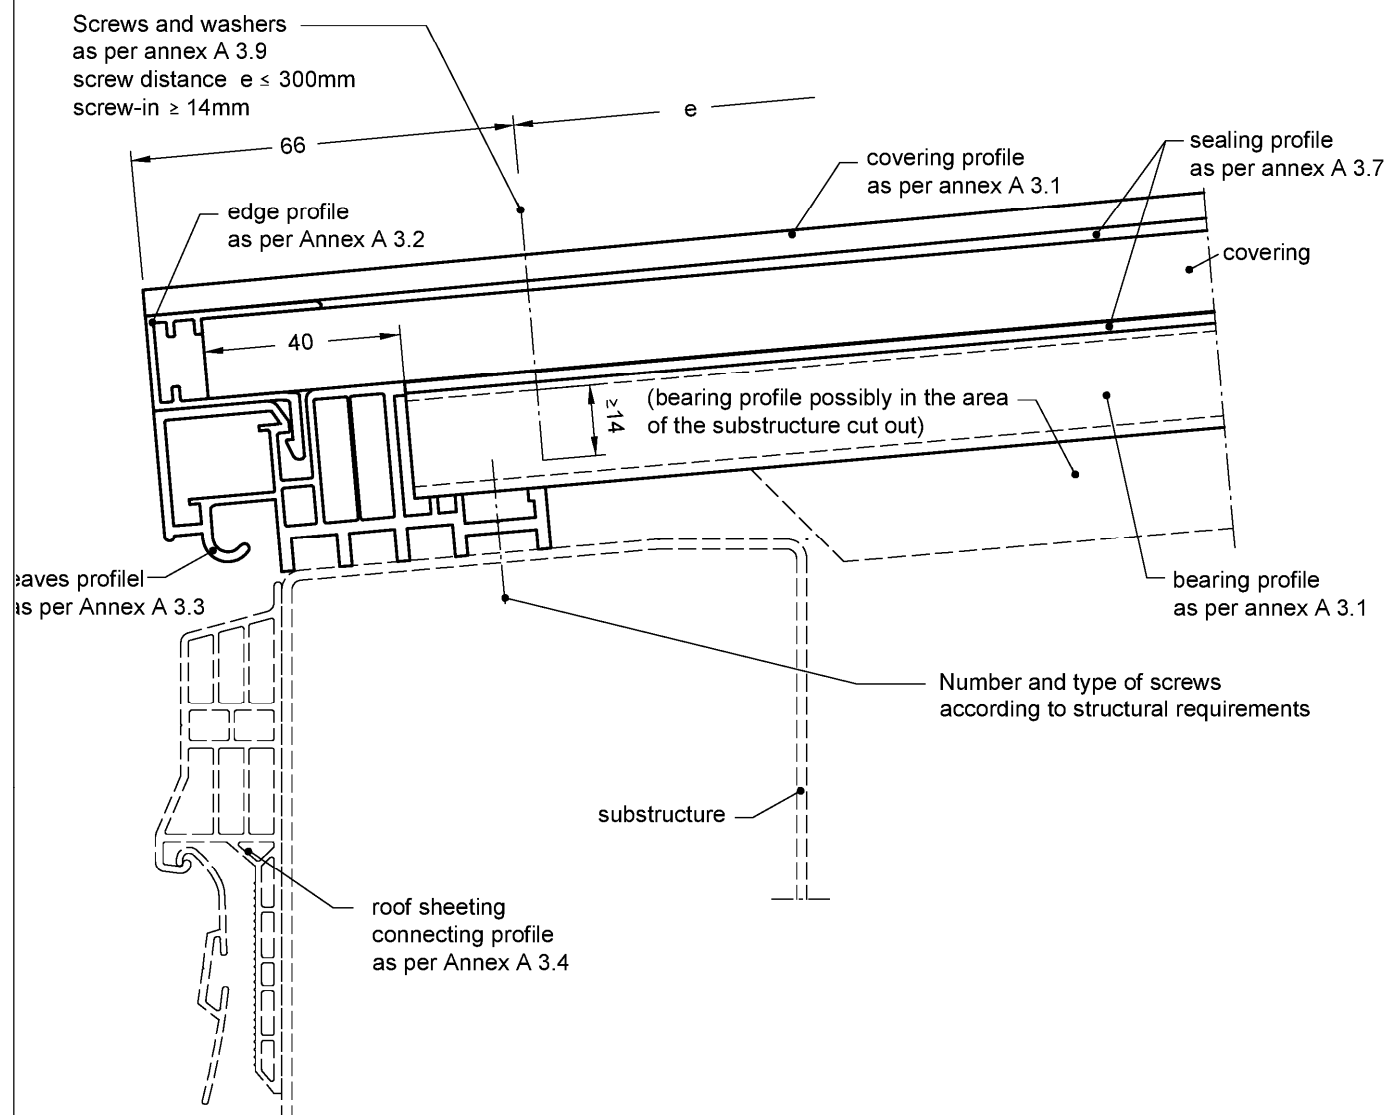 Screws and washers
as per annex A 3.9
screw distance e ≤ 300mm
screw-in ≥ 14mm
66
e
sealing profile
as per annex A 3.7
covering profile
as per annex A 3.1
edge profile
as per Annex A 3.2
covering
40
≥14
(bearing profile possibly in the area
of the substructure cut out)
eaves profilel
as per Annex A 3.3
bearing profile
as per annex A 3.1
Number and type of screws
according to structural requirements
substructure
roof sheeting
connecting profile
as per Annex A 3.4